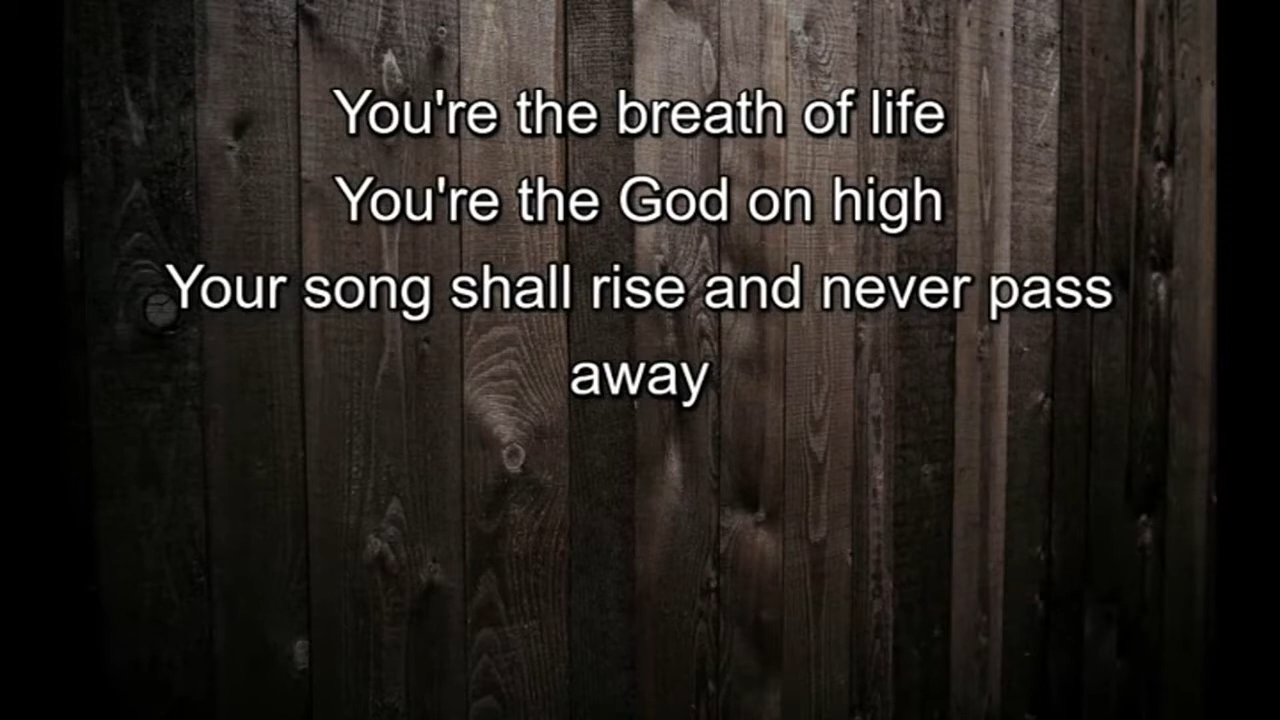 You're the breath of life
You're the God on high
Your song shall rise and never pass
away